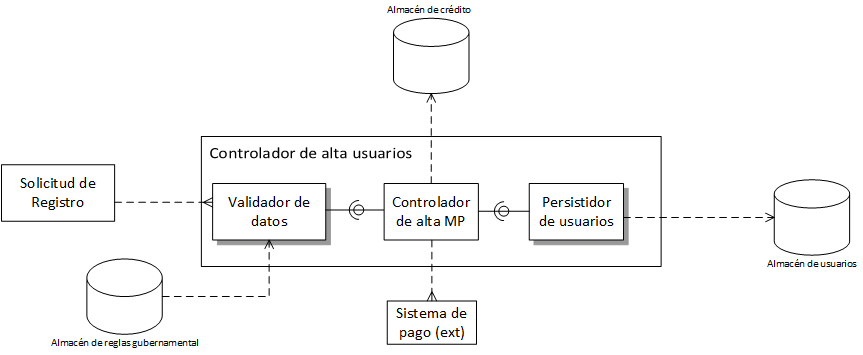 Almacén de crédito
Controlador de alta usuarios
Solicitud de
Registro
Validador de
datos
Controlador
de alta MP
Persistidor
de usuarios
Almacén de usuarios
Sistema de
pago (ext)
Almacén de reglas gubernamental